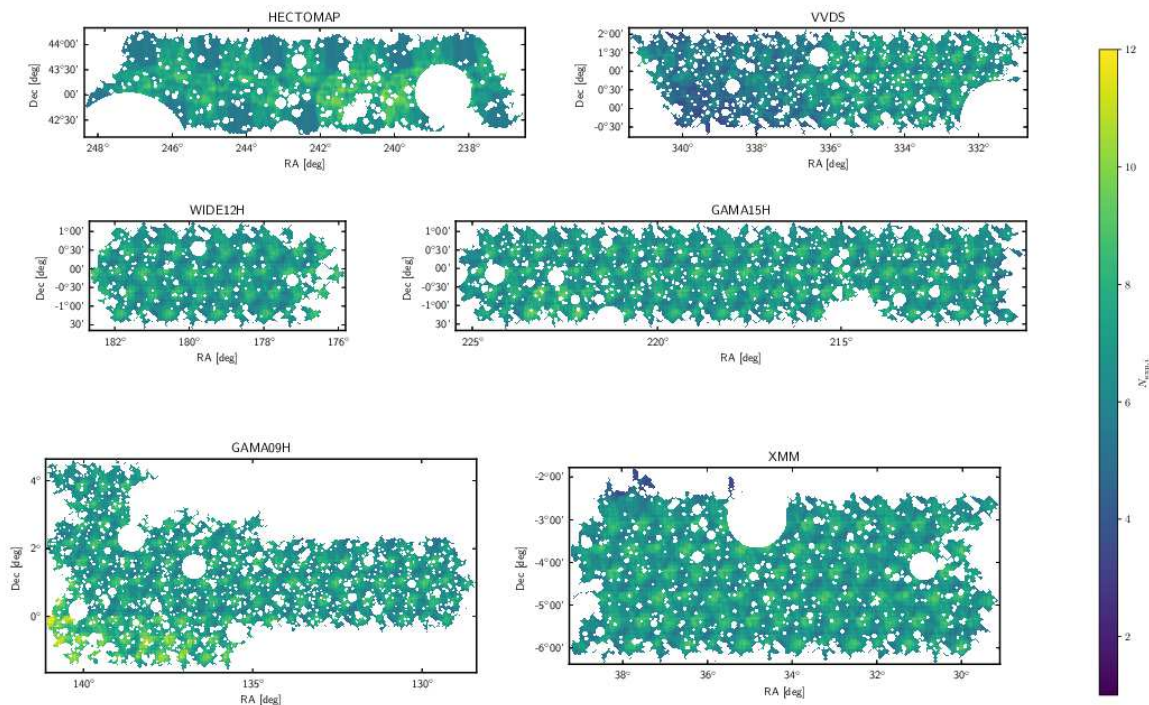 HECTOMAP
44°00'
43°30'
00'
42°30'
Dec [deg]
248° 246° 244° 242° 240° 238°
RA [deg]
VVDS
2°00'
1°30'
00'
0°30'
00'
-0°30'
Dec [deg]
340° 338° 336° 334° 332°
RA [deg]
WIDE12H
1°00'
0°30'
00'
-0°30'
-1°00'
30'
Dec [deg]
182° 180° 178° 176°
RA [deg]
GAMA15H
1°00'
0°30'
00'
-0°30'
-1°00'
30'
Dec [deg]
225° 220° 215°
RA [deg]
GAMA09H
4°
2°
0°
Dec [deg]
140° 135° 130°
RA [deg]
XMM
-2°00'
-3°00'
-4°00'
-5°00'
-6°00'
Dec [deg]
38° 36° 34° 32° 30°
RA [deg]
12
10
8
6
4
2